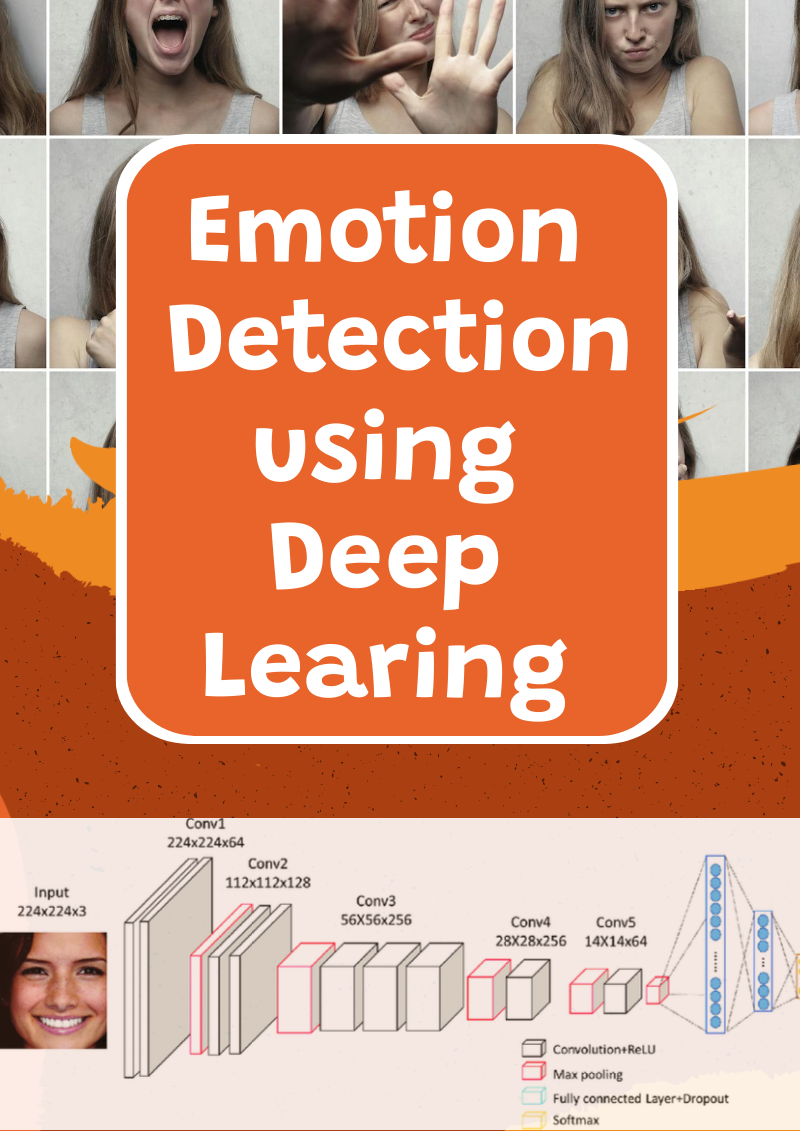 Emotion
Detection
using
Deep
Learing
Conv1
224x224x64
Conv2
112x112x128
Input
224x224x3
Conv3
56X56x256
Conv4
28X28x256
Conv5
14X14x64
Convolution+ReLU
Max pooling
Fully connected Layer+Dropout
Softmax